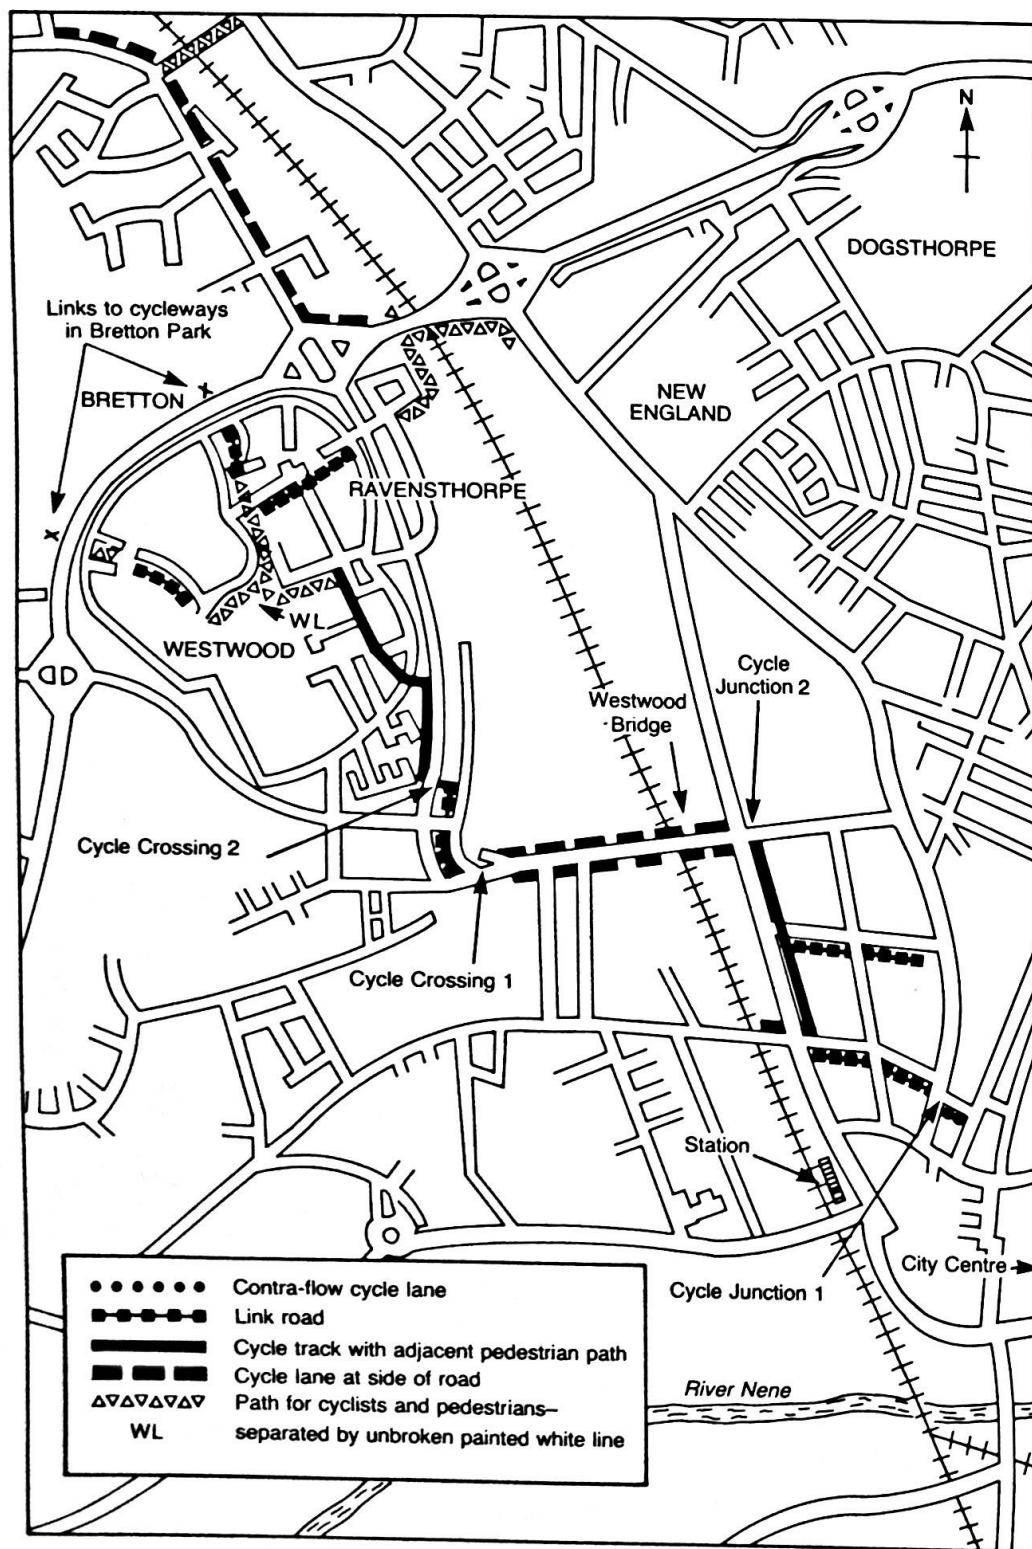 N
DOGSTHORPE
Links to cycleways
in Bretton Park
BRETTON
NEW
ENGLAND
RAVENSTHORPE
WL
WESTWOOD
Cycle
Junction 2
Westwood
Bridge
Cycle Crossing 2
Cycle Crossing 1
Station
City Centre
Cycle Junction 1
Contra-flow cycle lane
Link road
Cycle track with adjacent pedestrian path
Cycle lane at side of road
Path for cyclists and pedestrians–
WL separated by unbroken painted white line
River Nene